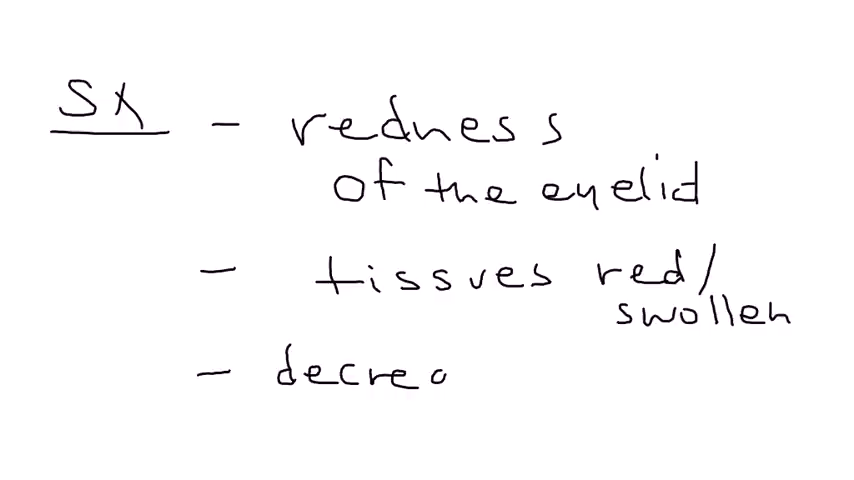 Sx - redness
of the eyelid
- tissues red/
swollen
- decrea